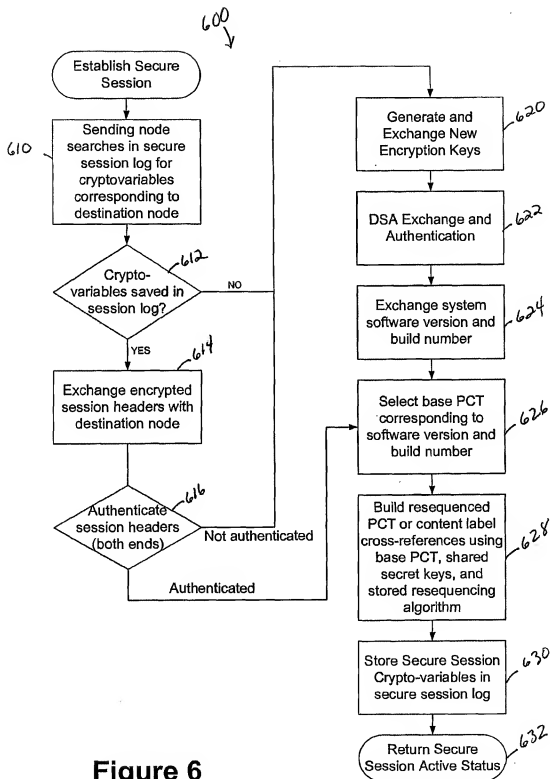 600
Establish Secure
Session
610
Sending node
searches in secure
session log for
cryptovariables
corresponding to
destination node
612
Crypto-
variables saved in
session log?
NO
YES
614
Exchange encrypted
session headers with
destination node
616
Authenticate
session headers
(both ends)
Not authenticated
Authenticated
620
Generate and
Exchange New
Encryption Keys
622
DSA Exchange and
Authentication
624
Exchange system
software version and
build number
626
Select base PCT
corresponding to
software version and
build number
628
Build resequenced
PCT or content label
cross-references using
base PCT, shared
secret keys, and
stored resequencing
algorithm
630
Store Secure Session
Crypto-variables in
secure session log
632
Return Secure
Session Active Status
Figure 6